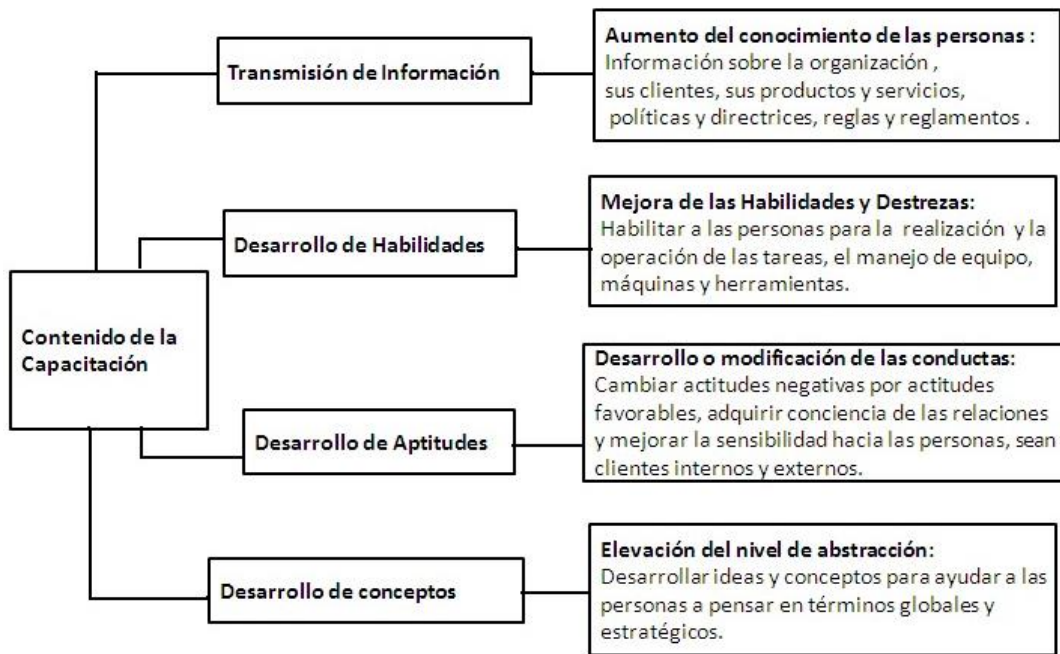 Contenido de la
Capacitación
Transmisión de Información
Aumento del conocimiento de las personas :
Información sobre la organización ,
sus clientes, sus productos y servicios,
políticas y directrices, reglas y reglamentos .
Desarrollo de Habilidades
Mejora de las Habilidades y Destrezas:
Habilitar a las personas para la realización y la
operación de las tareas, el manejo de equipo,
máquinas y herramientas.
Desarrollo de Aptitudes
Desarrollo o modificación de las conductas:
Cambiar actitudes negativas por actitudes
favorables, adquirir conciencia de las relaciones
y mejorar la sensibilidad hacia las personas, sean
clientes internos y externos.
Desarrollo de conceptos
Elevación del nivel de abstracción:
Desarrollar ideas y conceptos para ayudar a las
personas a pensar en términos globales y
estratégicos.